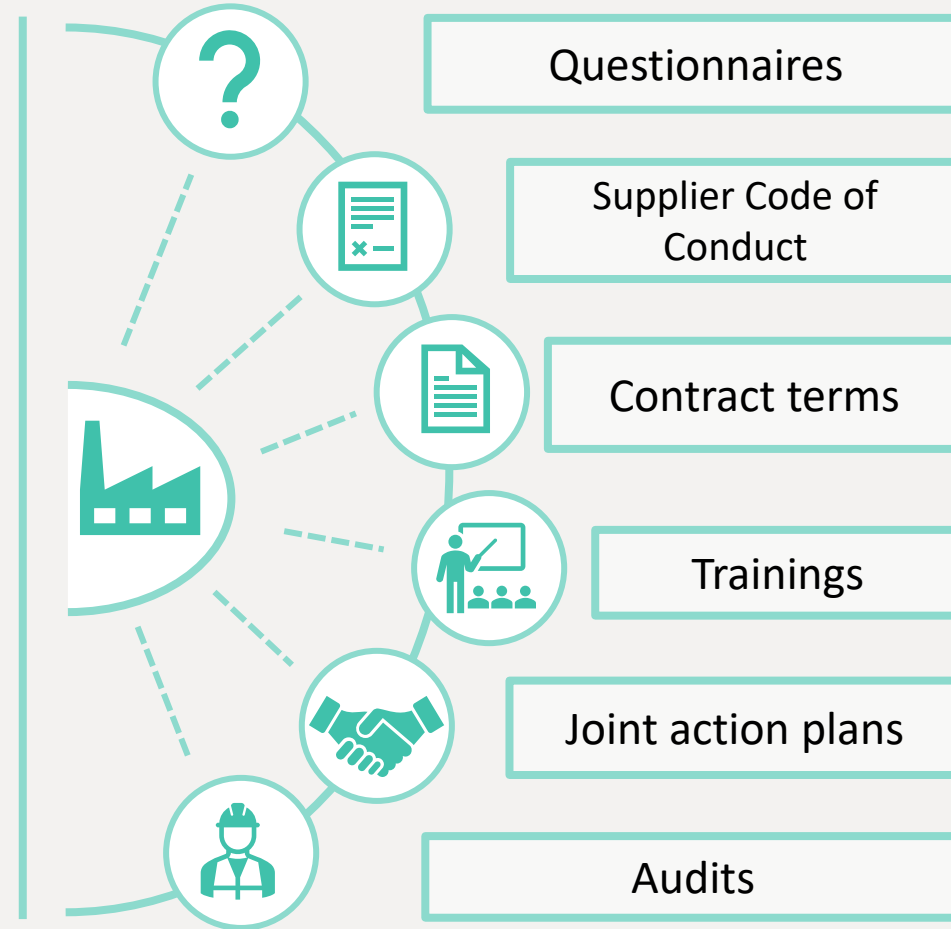 Questionnaires
Supplier Code of
Conduct
Contract terms
Trainings
Joint action plans
Audits